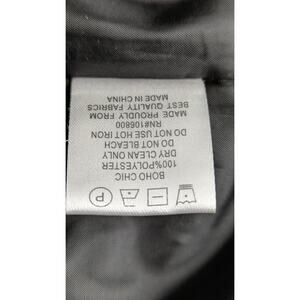 BOHO CHIC
100%POLYESTER
DRY CLEAN ONLY
DO NOT BLEACH
DO NOT USE HOT IRON
RN#106800
MADE PROUDLY FROM
BEST QUALITY FABRICS
MADE IN CHINA
P